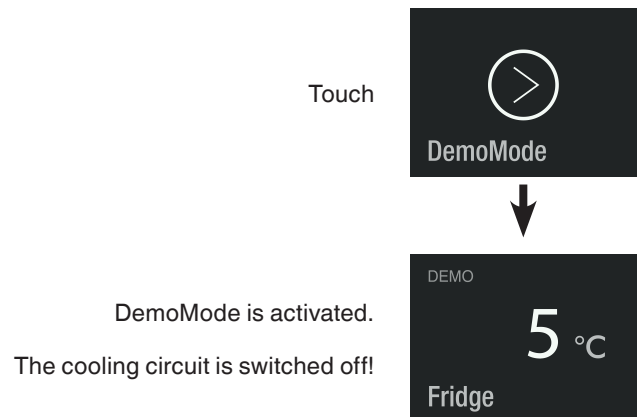 Touch
DemoMode
DEMO
5 °C
DemoMode is activated.
The cooling circuit is switched off!
Fridge